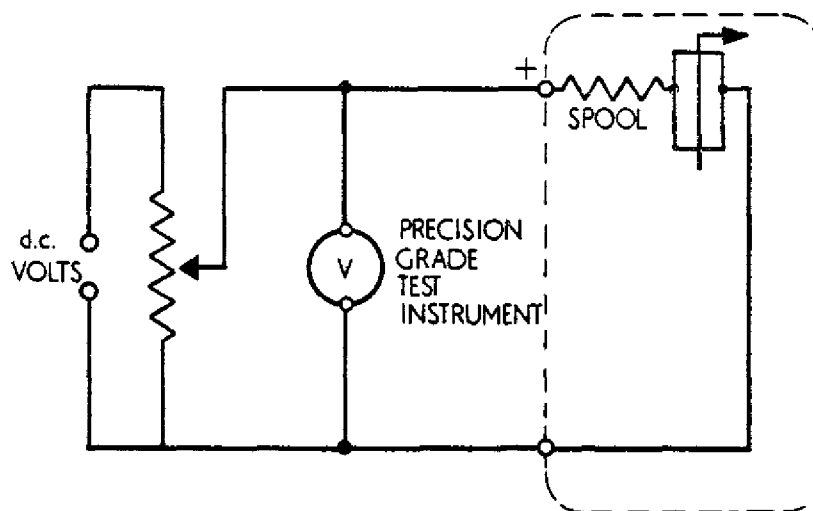 +
SPOOL
d.c.
VOLTS
V
PRECISION
GRADE
TEST
INSTRUMENT